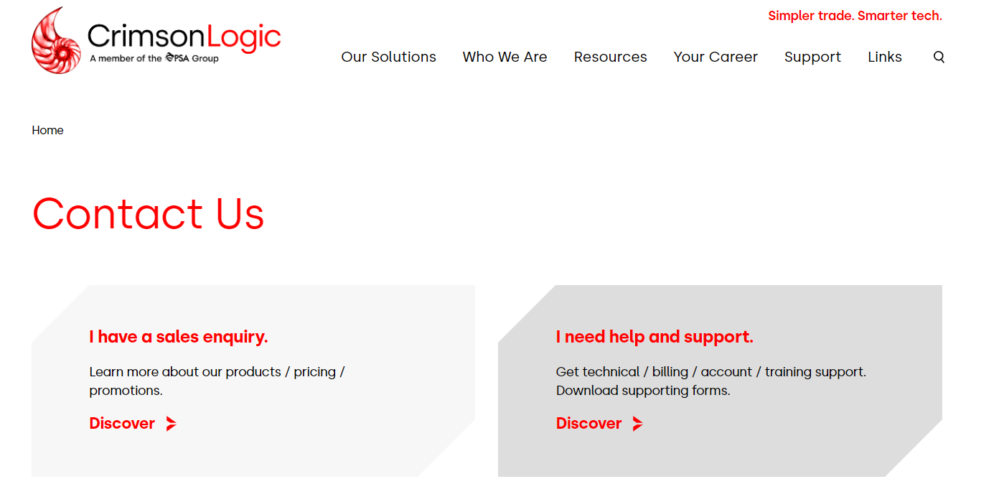 Simpler trade. Smarter tech.
CrimsonLogic
A member of the PSA Group
Our Solutions Who We Are Resources Your Career Support Links
Home
Contact Us
I have a sales enquiry.
Learn more about our products / pricing /
promotions.
Discover
I need help and support.
Get technical / billing / account / training support.
Download supporting forms.
Discover